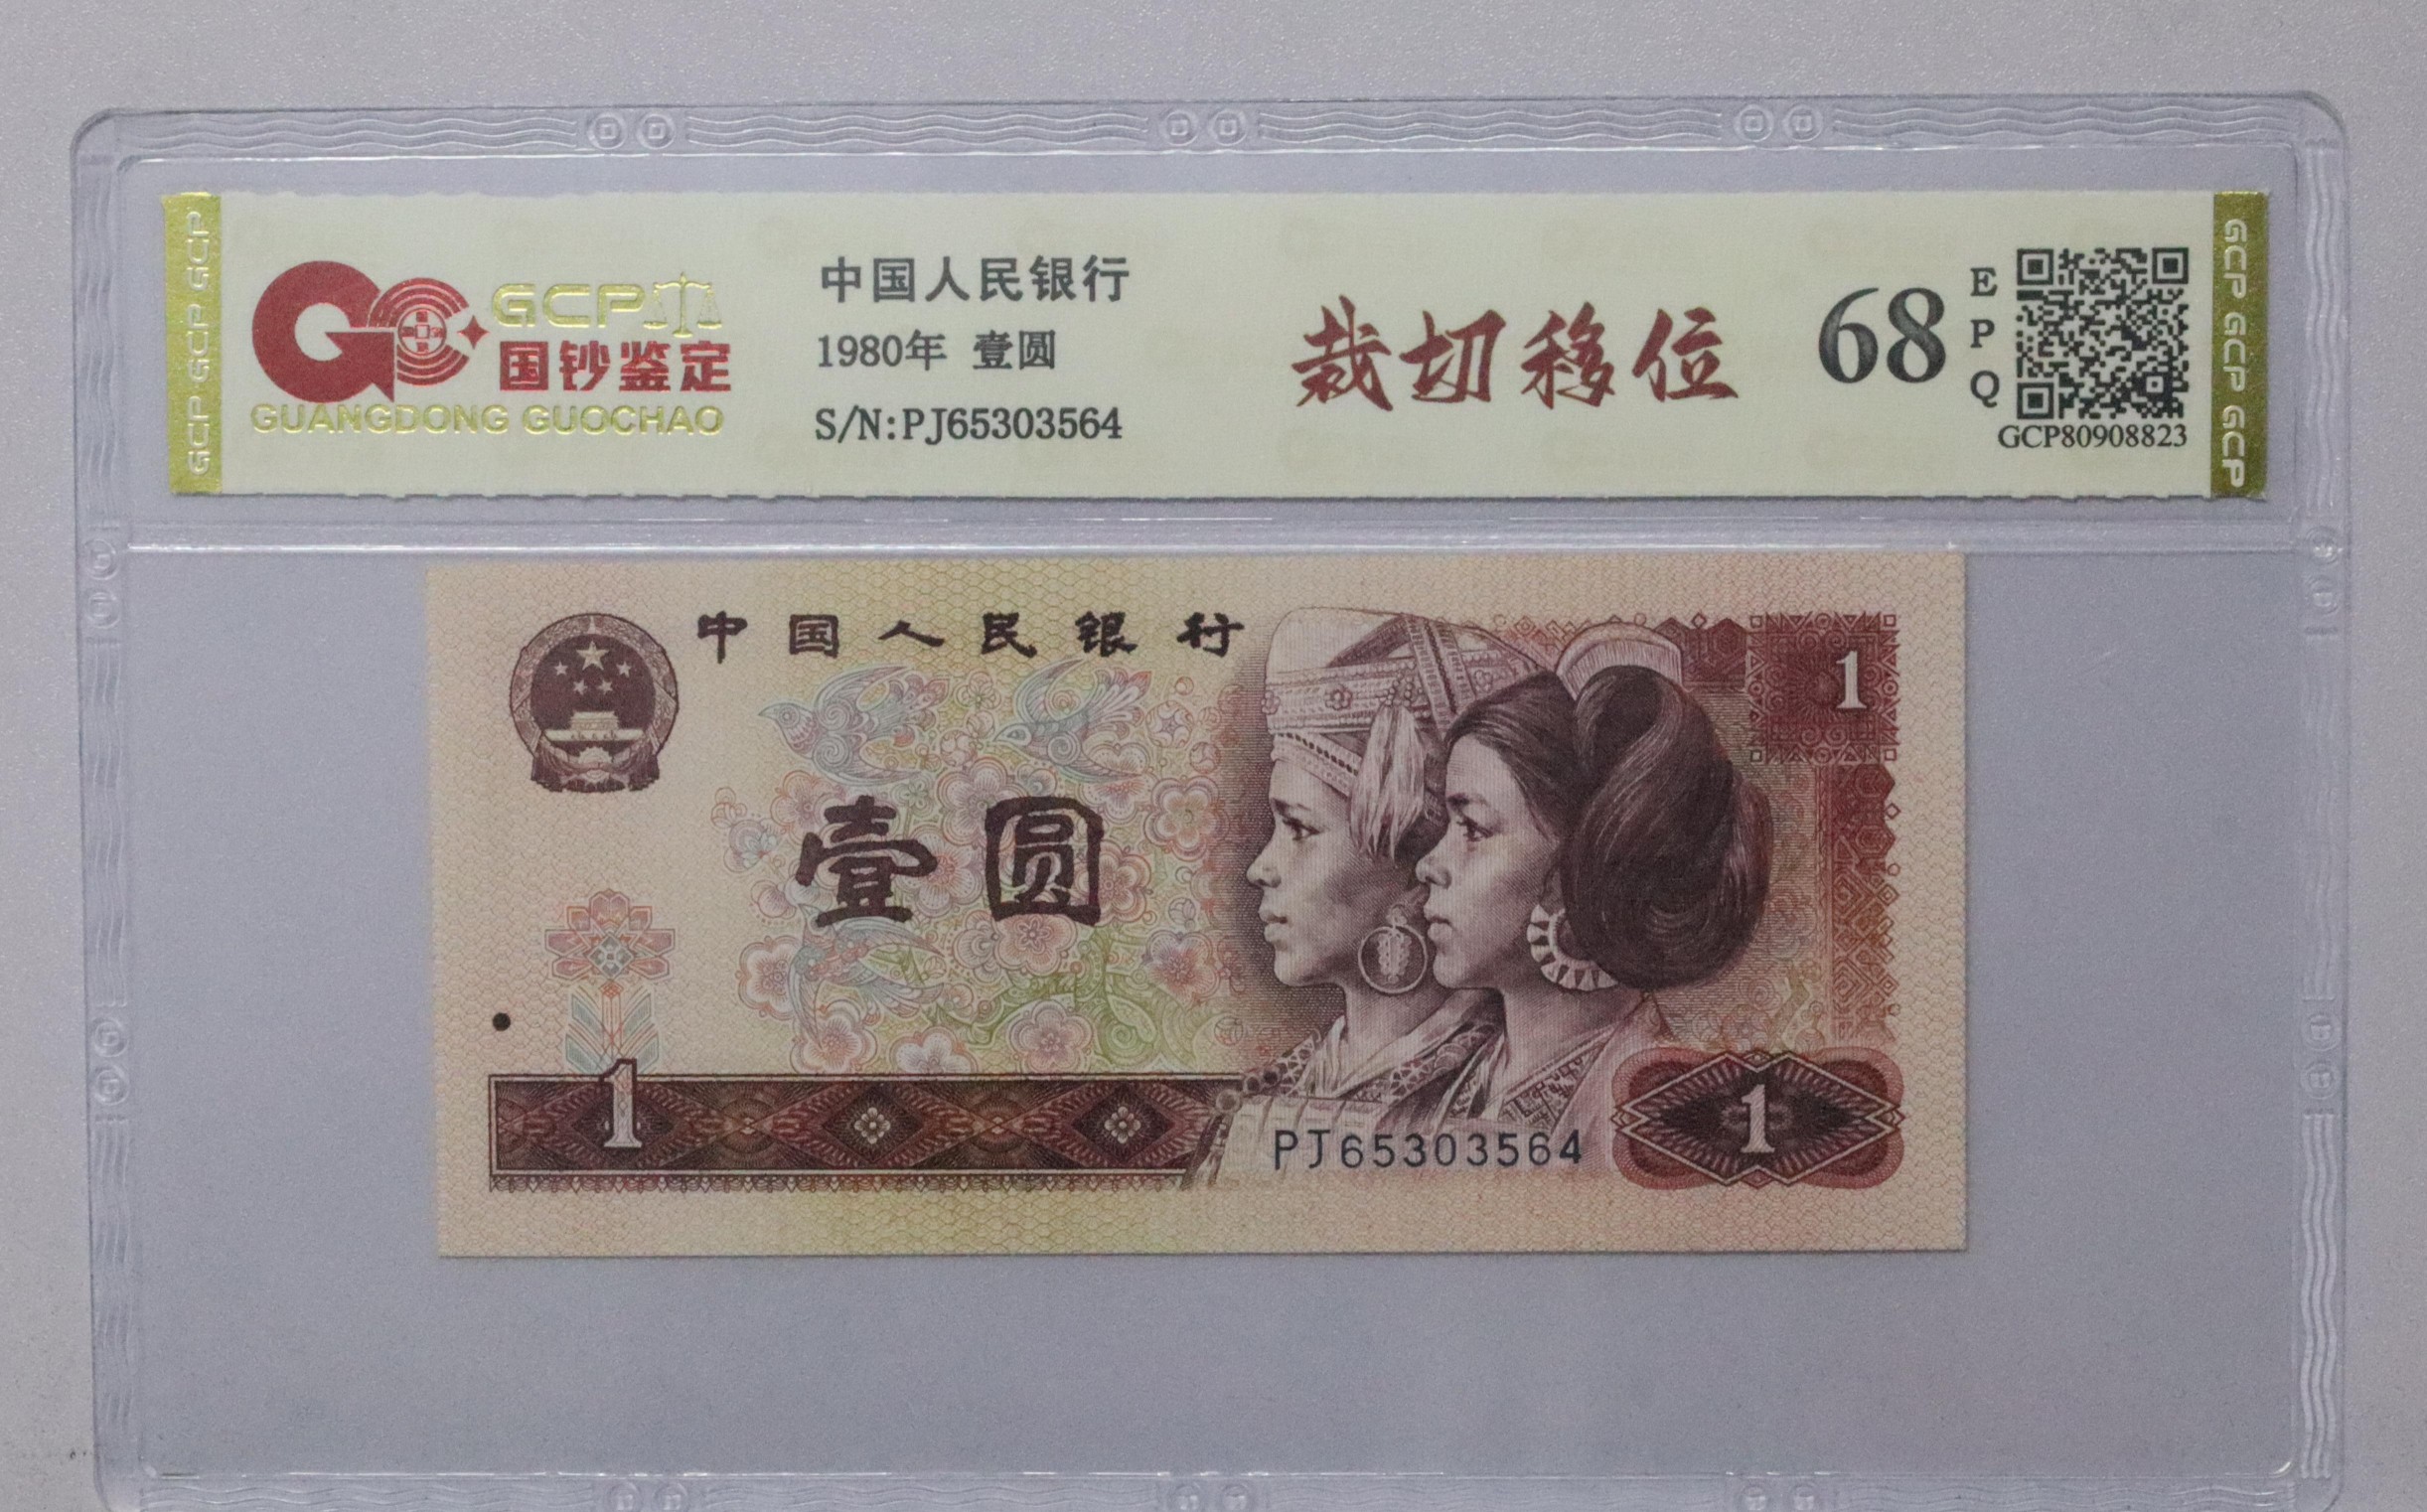 GCP GCP GCP
GCP
国钞鉴定
GUANGDONG GUOCHAO
中国人民银行
1980年 壹圆
S/N:PJ65303564
裁切移位
68
E
P
Q
GCP80908823
GCP GCP GCP
中国人民银行
1
壹圆
1
PJ65303564
1